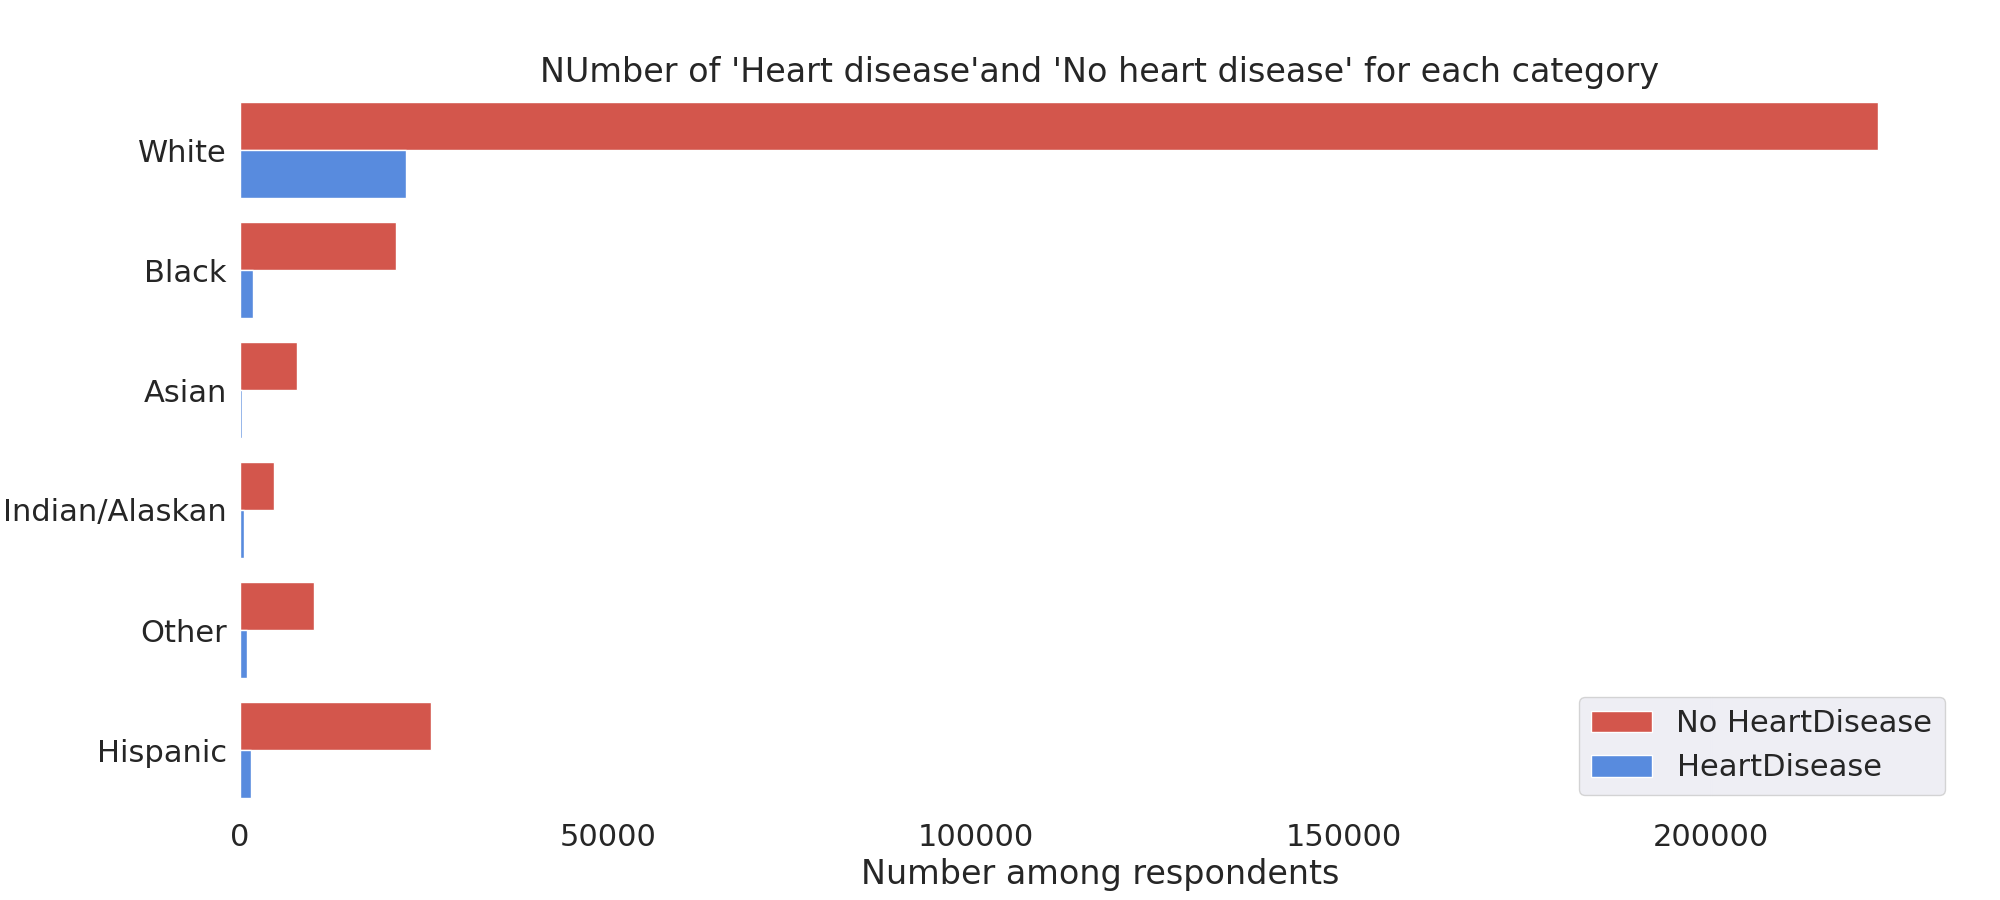 NUmber of 'Heart disease'and 'No heart disease' for each category
White
Black
Asian
Indian/Alaskan
Other
Hispanic
No HeartDisease
HeartDisease
0 50000 100000 150000 200000
Number among respondents